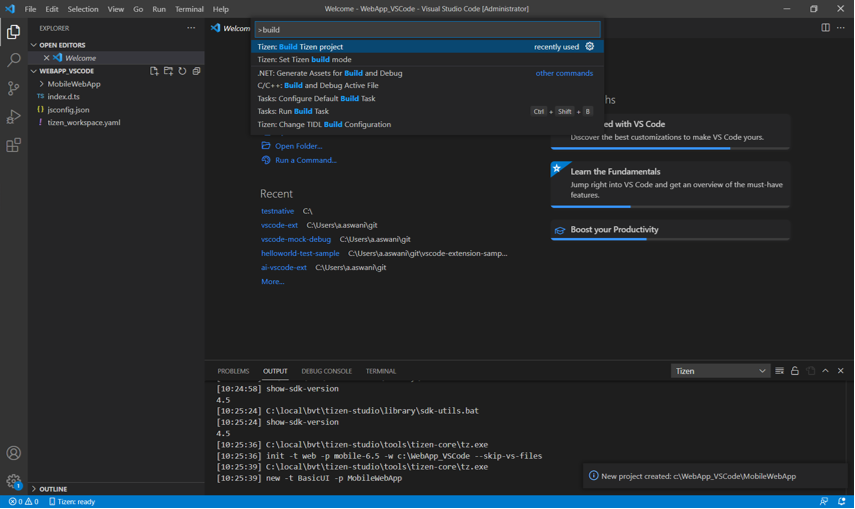 File Edit Selection View Go Run Terminal Help
Welcome - WebApp_VSCode - Visual Studio Code [Administrator]
EXPLORER
OPEN EDITORS
Welcome
WEBAPP_VSCODE
MobileWebApp
TS index.d.ts
{ } jsconfig.json
! tizen_workspace.yaml
OUTLINE
Welcom
>build
Tizen: Build Tizen project recently used
Tizen: Set Tizen build mode
.NET: Generate Assets for Build and Debug other commands
C/C++: Build and Debug Active File
Tasks: Configure Default Build Task
Tasks: Run Build Task Ctrl + Shift + B
Tizen: Change TIDL Build Configuration
Open Folder...
Run a Command...
Recent
testnative C:\
vscode-ext C:\Users\a.aswani\git
vscode-mock-debug C:\Users\a.aswani\git
helloworld-test-sample C:\Users\a.aswani\git\vscode-extension-samp...
ai-vscode-ext C:\Users\a.aswani\git
More...
hs
ed with VS Code
Discover the best customizations to make VS Code yours.
Learn the Fundamentals
Jump right into VS Code and get an overview of the must-have
features.
Boost your Productivity
PROBLEMS OUTPUT DEBUG CONSOLE TERMINAL
Tizen
[10:24:58] show-sdk-version
4.5
[10:25:24] C:\local\bvt\tizen-studio\library\sdk-utils.bat
[10:25:24] show-sdk-version
4.5
[10:25:36] C:\local\bvt\tizen-studio\tools\tizen-core\tz.exe
[10:25:36] init -t web -p mobile-6.5 -w c:\WebApp_VSCode --skip-vs-files
[10:25:39] C:\local\bvt\tizen-studio\tools\tizen-core\tz.exe
[10:25:39] new -t BasicUI -p MobileWebApp
New project created: c:\WebApp_VSCode\MobileWebApp
1
0 0 Tizen: ready